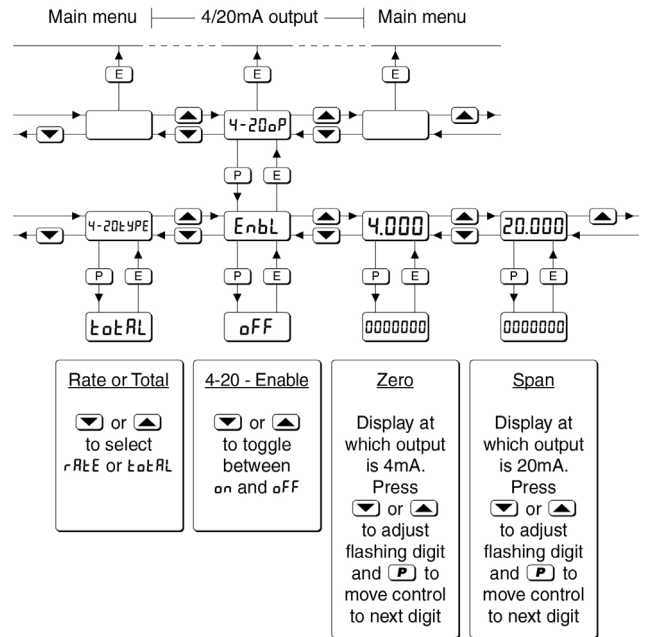 Main menu
4/20mA output
Main menu
E
E
E
4-20oP
P
E
4-20tYPE
EnbL
4.000
20.000
P
E
P
E
P
E
P
E
totAL
oFF
0000000
0000000
Rate or Total
or
to select
rAtE or totAL
4-20 - Enable
or
to toggle
between
on and oFF
Zero
Display at
which output
is 4mA.
Press
or
to adjust
flashing digit
and P to
move control
to next digit
Span
Display at
which output
is 20mA.
Press
or
to adjust
flashing digit
and P to
move control
to next digit